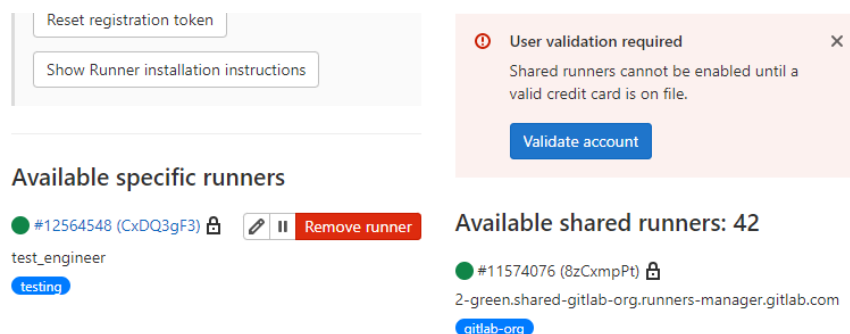 Reset registration token
Show Runner installation instructions
Available specific runners
#12564548 (CxDQ3gF3)
Remove runner
test_engineer
testing
User validation required
Shared runners cannot be enabled until a
valid credit card is on file.
Validate account
Available shared runners: 42
#11574076 (8zCxmpPt)
2-green.shared-gitlab-org.runners-manager.gitlab.com
gitlab-org